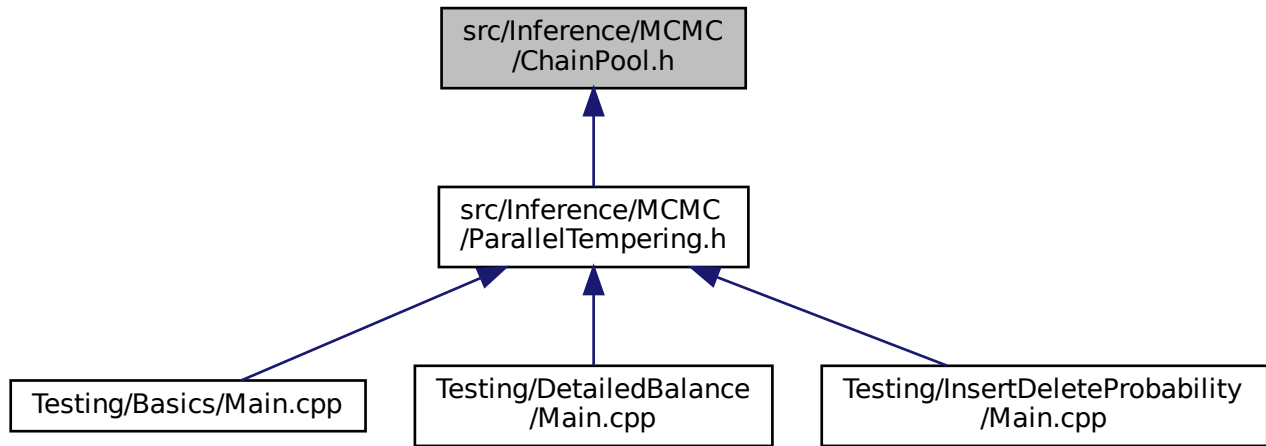 src/Inference/MCMC
/ChainPool.h
src/Inference/MCMC
/ParallelTempering.h
Testing/Basics/Main.cpp
Testing/DetailedBalance
/Main.cpp
Testing/InsertDeleteProbability
/Main.cpp